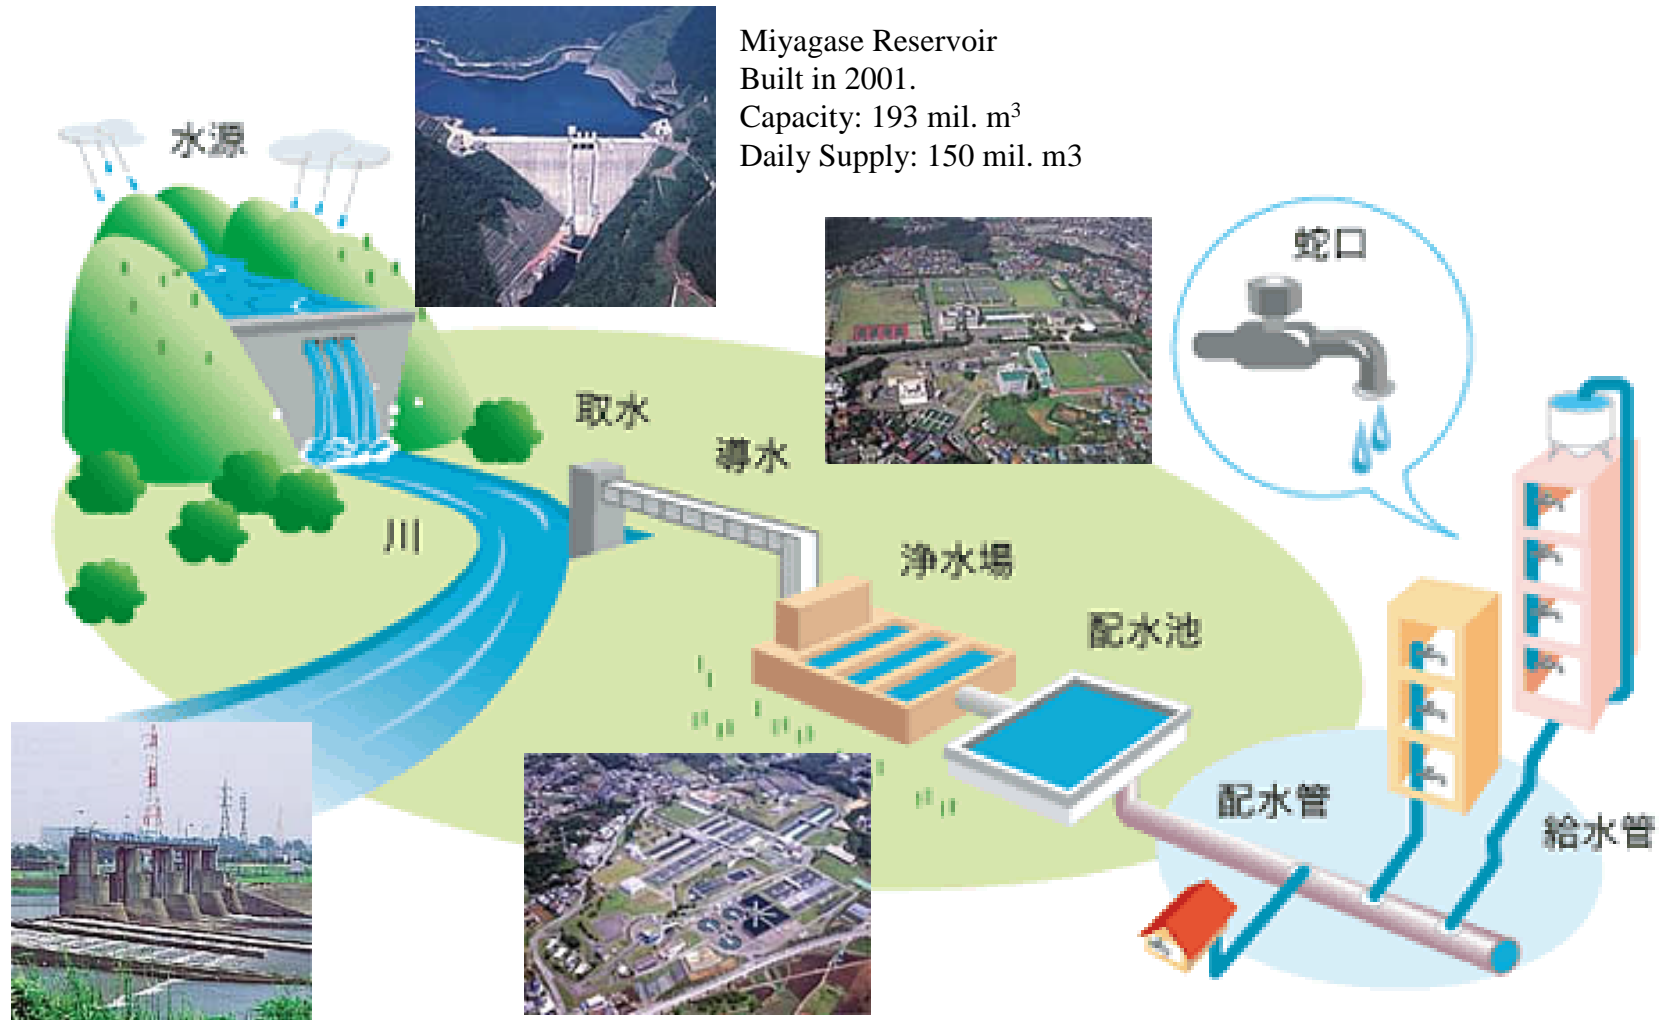 Miyagase Reservoir
Built in 2001.
Capacity: 193 mil. m³
Daily Supply: 150 mil. m3
水源
蛇口
取水
導水
川
浄水場
配水池
配水管
給水管